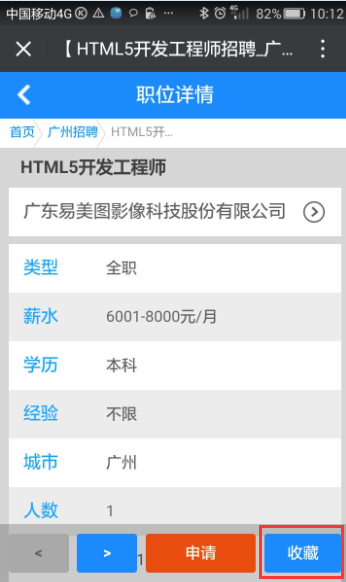 中国移动4G 82% 10:12
【 HTML5开发工程师招聘_广...
职位详情
首页 广州招聘 HTML5开...
HTML5开发工程师
广东易美图影像科技股份有限公司
类型 全职
薪水 6001-8000元/月
学历 本科
经验 不限
城市 广州
人数 1
< > 1 申请 收藏